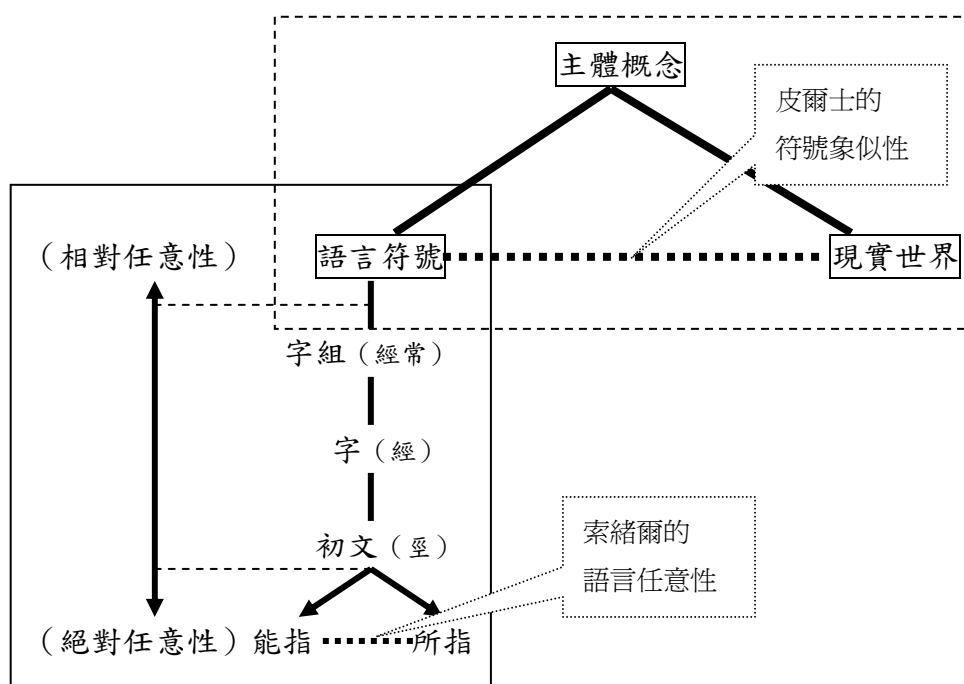 主體概念
皮爾士的
符號象似性
（相對任意性）
語言符號
現實世界
字組（經常）
字（經）
初文（巠）
索緒爾的
語言任意性
（絕對任意性）能指
所指